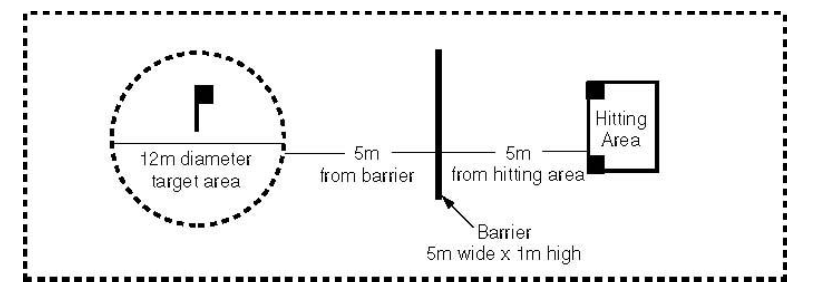 12m diameter
target area
5m
from barrier
5m
from hitting area
Hitting
Area
Barrier
5m wide x 1m high